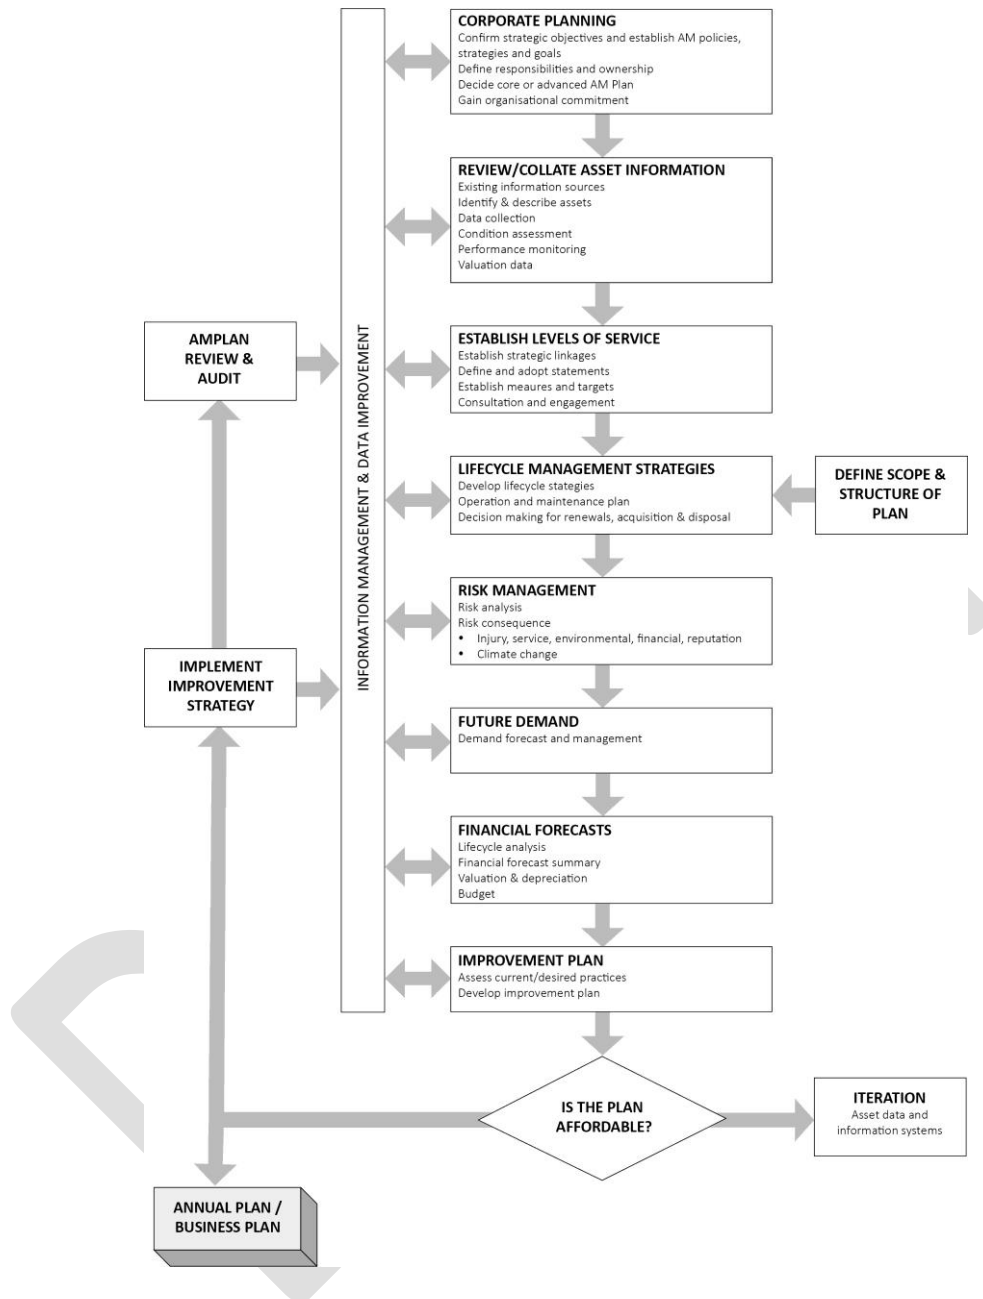 CORPORATE PLANNING
Confirm strategic objectives and establish AM policies,
strategies and goals
Define responsibilities and ownership
Decide core or advanced AM Plan
Gain organisational commitment
REVIEW/COLLATE ASSET INFORMATION
Existing information sources
Identify & describe assets
Data collection
Condition assessment
Performance monitoring
Valuation data
INFORMATION MANAGEMENT & DATA IMPROVEMENT
AMPLAN
REVIEW &
AUDIT
ESTABLISH LEVELS OF SERVICE
Establish strategic linkages
Define and adopt statements
Establish meaures and targets
Consultation and engagement
LIFECYCLE MANAGEMENT STRATEGIES
Develop lifecycle stategies
Operation and maintenance plan
Decision making for renewals, acquisition & disposal
DEFINE SCOPE &
STRUCTURE OF
PLAN
RISK MANAGEMENT
Risk analysis
Risk consequence
• Injury, service, environmental, financial, reputation
• Climate change
IMPLEMENT
IMPROVEMENT
STRATEGY
FUTURE DEMAND
Demand forecast and management
FINANCIAL FORECASTS
Lifecycle analysis
Financial forecast summary
Valuation & depreciation
Budget
IMPROVEMENT PLAN
Assess current/desired practices
Develop improvement plan
IS THE PLAN
AFFORDABLE?
ITERATION
Asset data and
information systems
ANNUAL PLAN /
BUSINESS PLAN